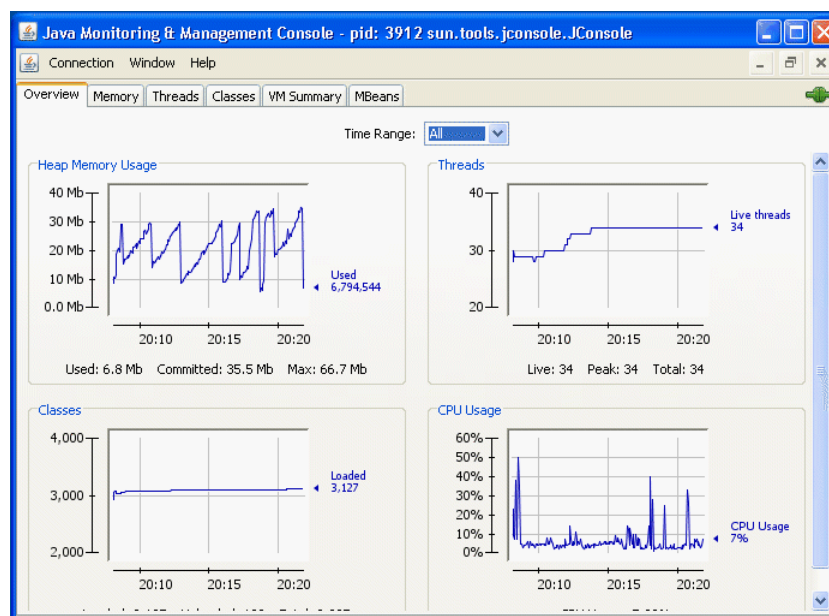 Java Monitoring & Management Console - pid: 3912 sun.tools.jconsole.JConsole
Connection Window Help
Overview Memory Threads Classes VM Summary MBeans
Time Range: All
Heap Memory Usage
40 Mb
30 Mb
20 Mb
10 Mb
0.0 Mb
Used
6,794,544
20:10 20:15 20:20
Used: 6.8 Mb Committed: 35.5 Mb Max: 66.7 Mb
Threads
40
30
20
Live threads
34
20:10 20:15 20:20
Live: 34 Peak: 34 Total: 34
Classes
4,000
3,000
2,000
Loaded
3,127
20:10 20:15 20:20
CPU Usage
60%
50%
40%
30%
20%
10%
0%
CPU Usage
7%
20:10 20:15 20:20